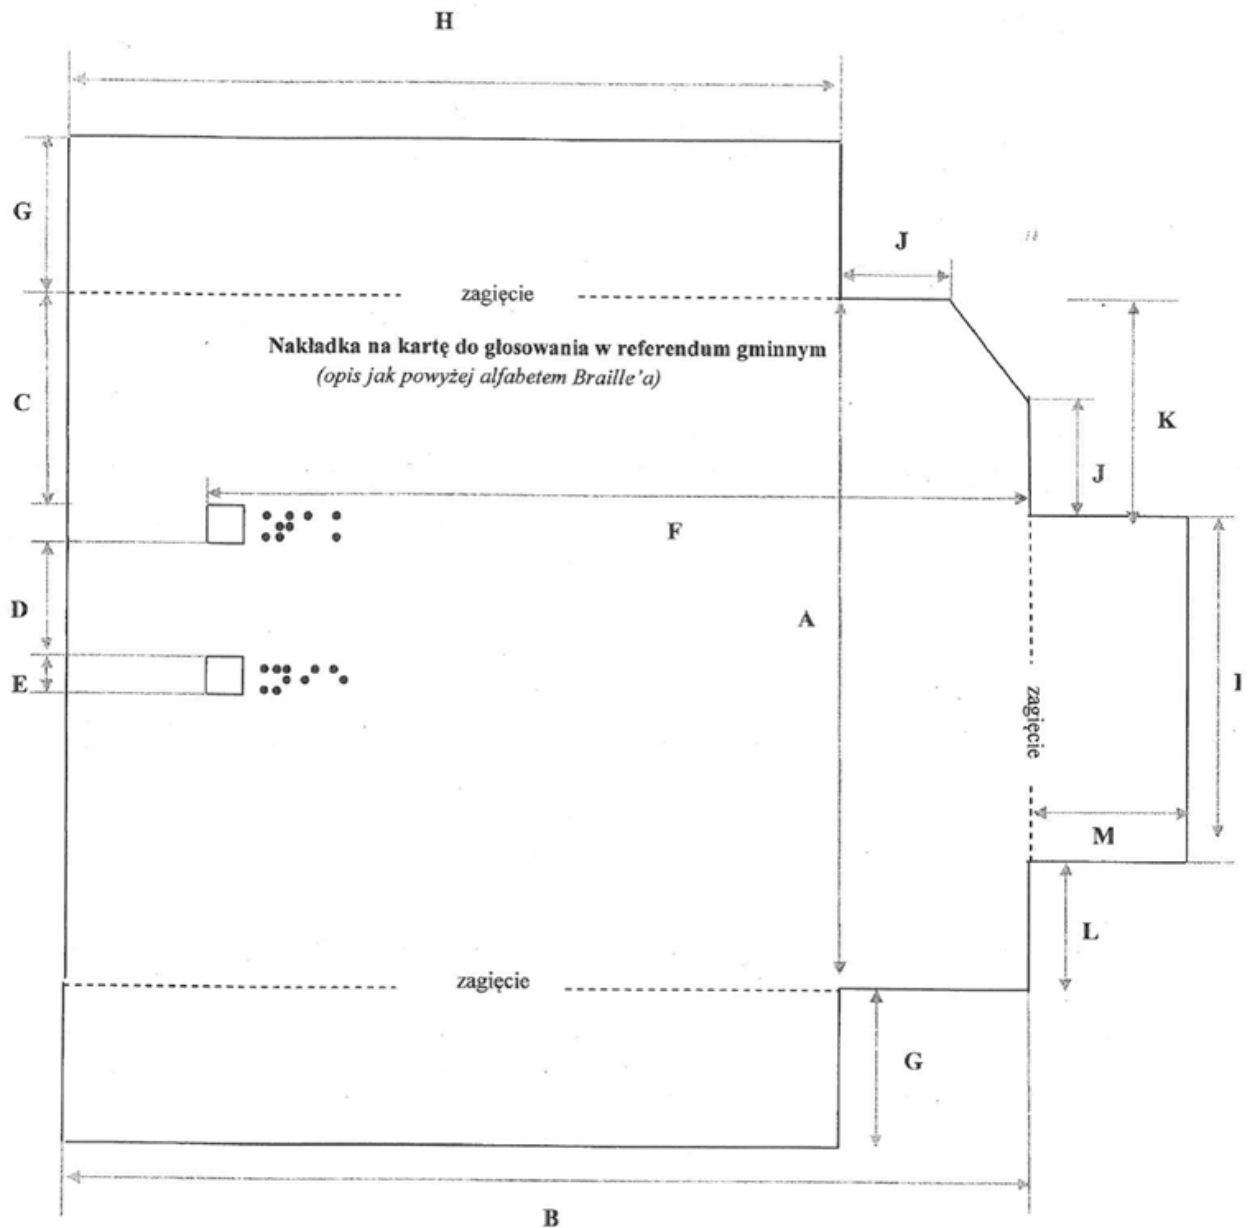 H
G
J
zagięcie
Nakładka na kartę do głosowania w referendum gminnym
(opis jak powyżej alfabetem Braille’a)
C
K
J
F
D
A
E
I
zagięcie
M
L
zagięcie
G
B